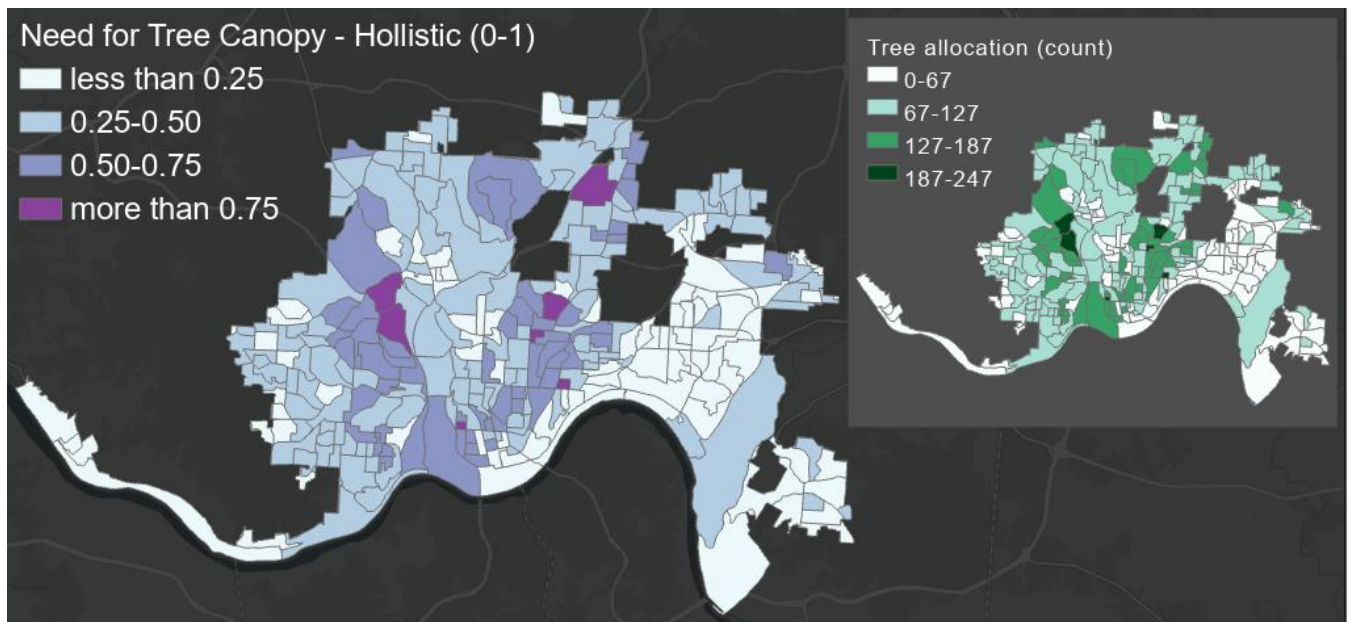 Need for Tree Canopy - Hollistic (0-1)
less than 0.25
0.25-0.50
0.50-0.75
more than 0.75
Tree allocation (count)
0-67
67-127
127-187
187-247